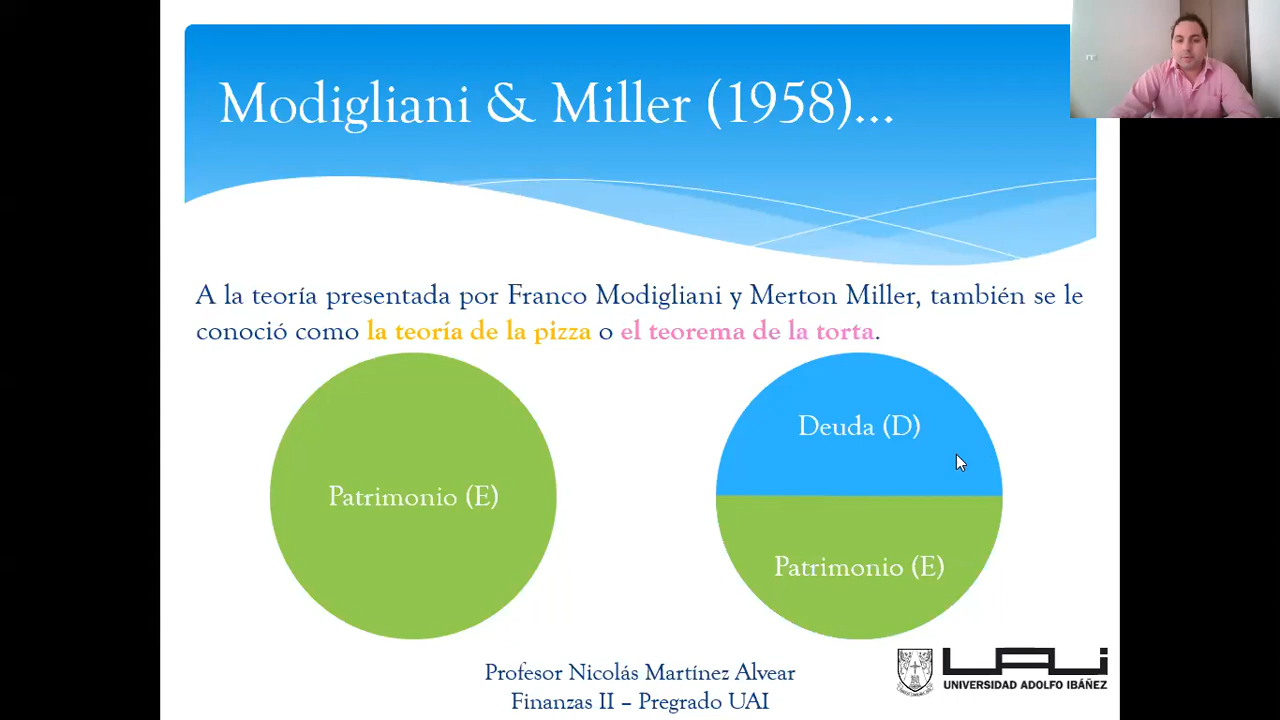 Modigliani & Miller (1958)...
A la teoría presentada por Franco Modigliani y Merton Miller, también se le
conoció como la teoría de la pizza o el teorema de la torta.
Patrimonio (E)
Deuda (D)
Patrimonio (E)
Profesor Nicolás Martínez Alvear
Finanzas II – Pregrado UAI
UAi
UNIVERSIDAD ADOLFO IBÁÑEZ